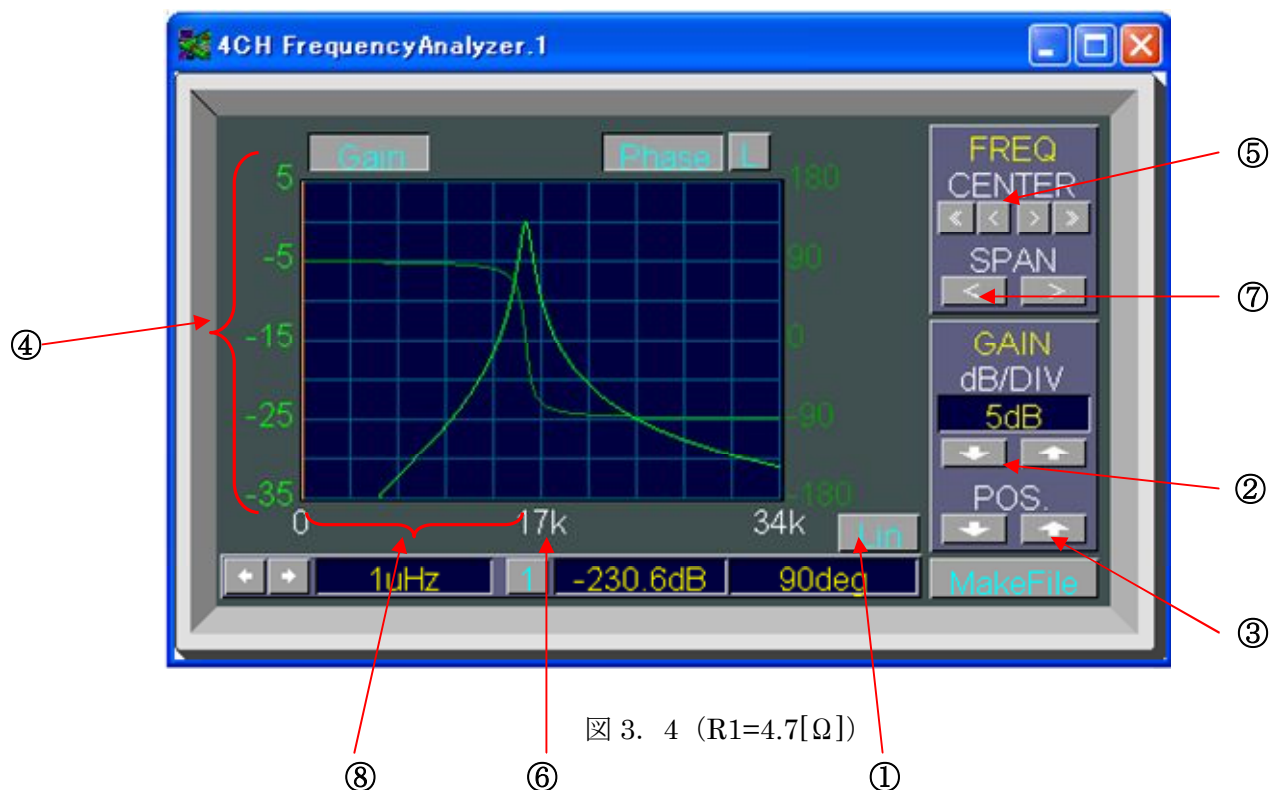 4CH FrequencyAnalyzer.1
Gain
Phase
L
5
-5
-15
-25
-35
180
90
0
-90
-180
0
17k
34k
Lin
FREQ
CENTER
SPAN
GAIN
dB/DIV
5dB
POS.
MakeFile
1uHz
1
-230.6dB
90deg
④
⑤
⑦
②
③
図 3．4（R1=4.7[Ω]）
⑧
⑥
①